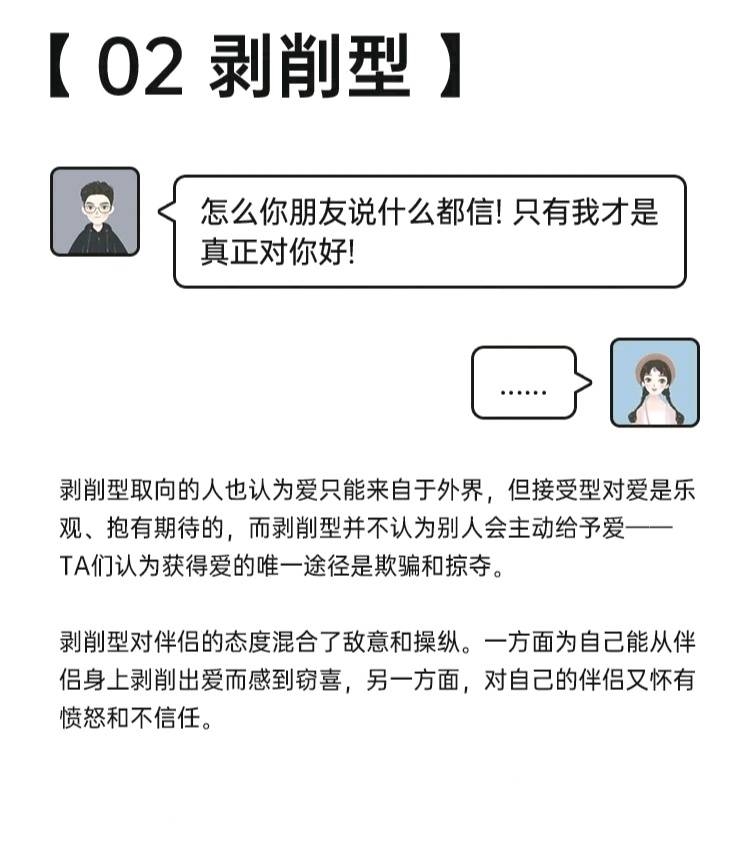 【 02 剥削型 】
怎么你朋友说什么都信! 只有我才是
真正对你好!
......
剥削型取向的人也认为爱只能来自于外界，但接受型对爱是乐
观、抱有期待的，而剥削型并不认为别人会主动给予爱——
TA们认为获得爱的唯一途径是欺骗和掠夺。
剥削型对伴侣的态度混合了敌意和操纵。一方面为自己能从伴
侣身上剥削出爱而感到窃喜，另一方面，对自己的伴侣又怀有
愤怒和不信任。